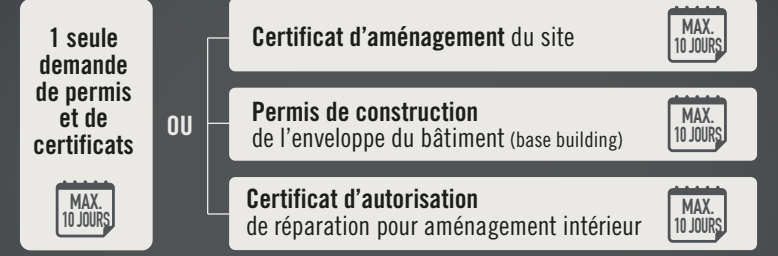 1 seule
demande
de permis
et de
certificats
MAX.
10 JOURS
OU
Certificat d'aménagement du site
MAX.
10 JOURS
Permis de construction
de l'enveloppe du bâtiment (base building)
MAX.
10 JOURS
Certificat d'autorisation
de réparation pour aménagement intérieur
MAX.
10 JOURS